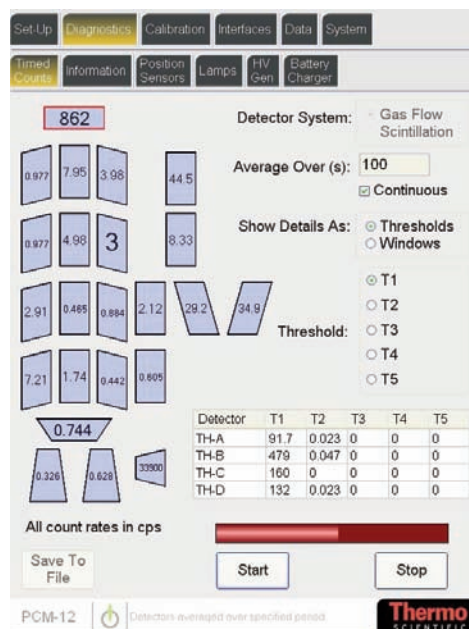 Set-Up Diagnostics Calibration Interfaces Data System
Timed Counts Information Position Sensors Lamps HV Gen Battery Charger
862
Detector System: Gas Flow Scintillation
Average Over (s): 100
Continuous
0.977 7.95 3.98 44.5
Show Details As: Thresholds
Windows
0.977 4.98 3 8.33
Threshold: T1
T2
T3
T4
T5
2.91 0.465 0.884 2.12 29.2 34.9
7.21 1.74 0.442 0.605
0.744
0.326 0.628 33900
Detector T1 T2 T3 T4 T5
TH-A 91.7 0.023 0 0 0
TH-B 479 0.047 0 0 0
TH-C 160 0 0 0 0
TH-D 132 0.023 0 0 0
All count rates in cps
Save To File
Start
Stop
PCM-12
Detectors averaged over specified period
Thermo
SCIENTIFIC